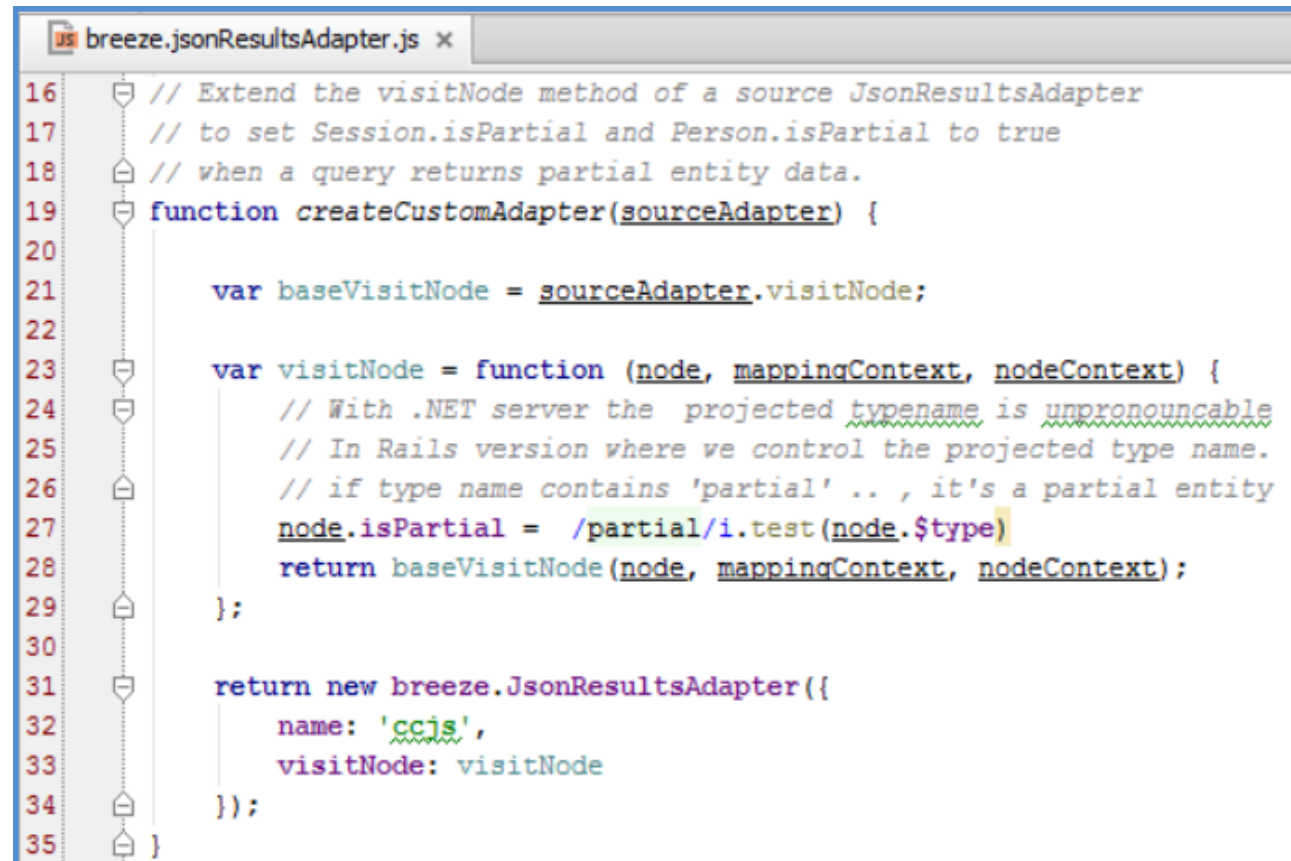 JS breeze.jsonResultsAdapter.js ×
16 // Extend the visitNode method of a source JsonResultsAdapter
17 // to set Session.isPartial and Person.isPartial to true
18 // when a query returns partial entity data.
19 function createCustomAdapter(sourceAdapter) {
20
21 var baseVisitNode = sourceAdapter.visitNode;
22
23 var visitNode = function (node, mappingContext, nodeContext) {
24 // With .NET server the  projected typename is unpronouncable
25 // In Rails version where we control the projected type name.
26 // if type name contains 'partial' .. , it's a partial entity
27 node.isPartial =  /partial/i.test(node.$type)
28 return baseVisitNode(node, mappingContext, nodeContext);
29 };
30
31 return new breeze.JsonResultsAdapter({
32 name: 'ccjs',
33 visitNode: visitNode
34 });
35 }